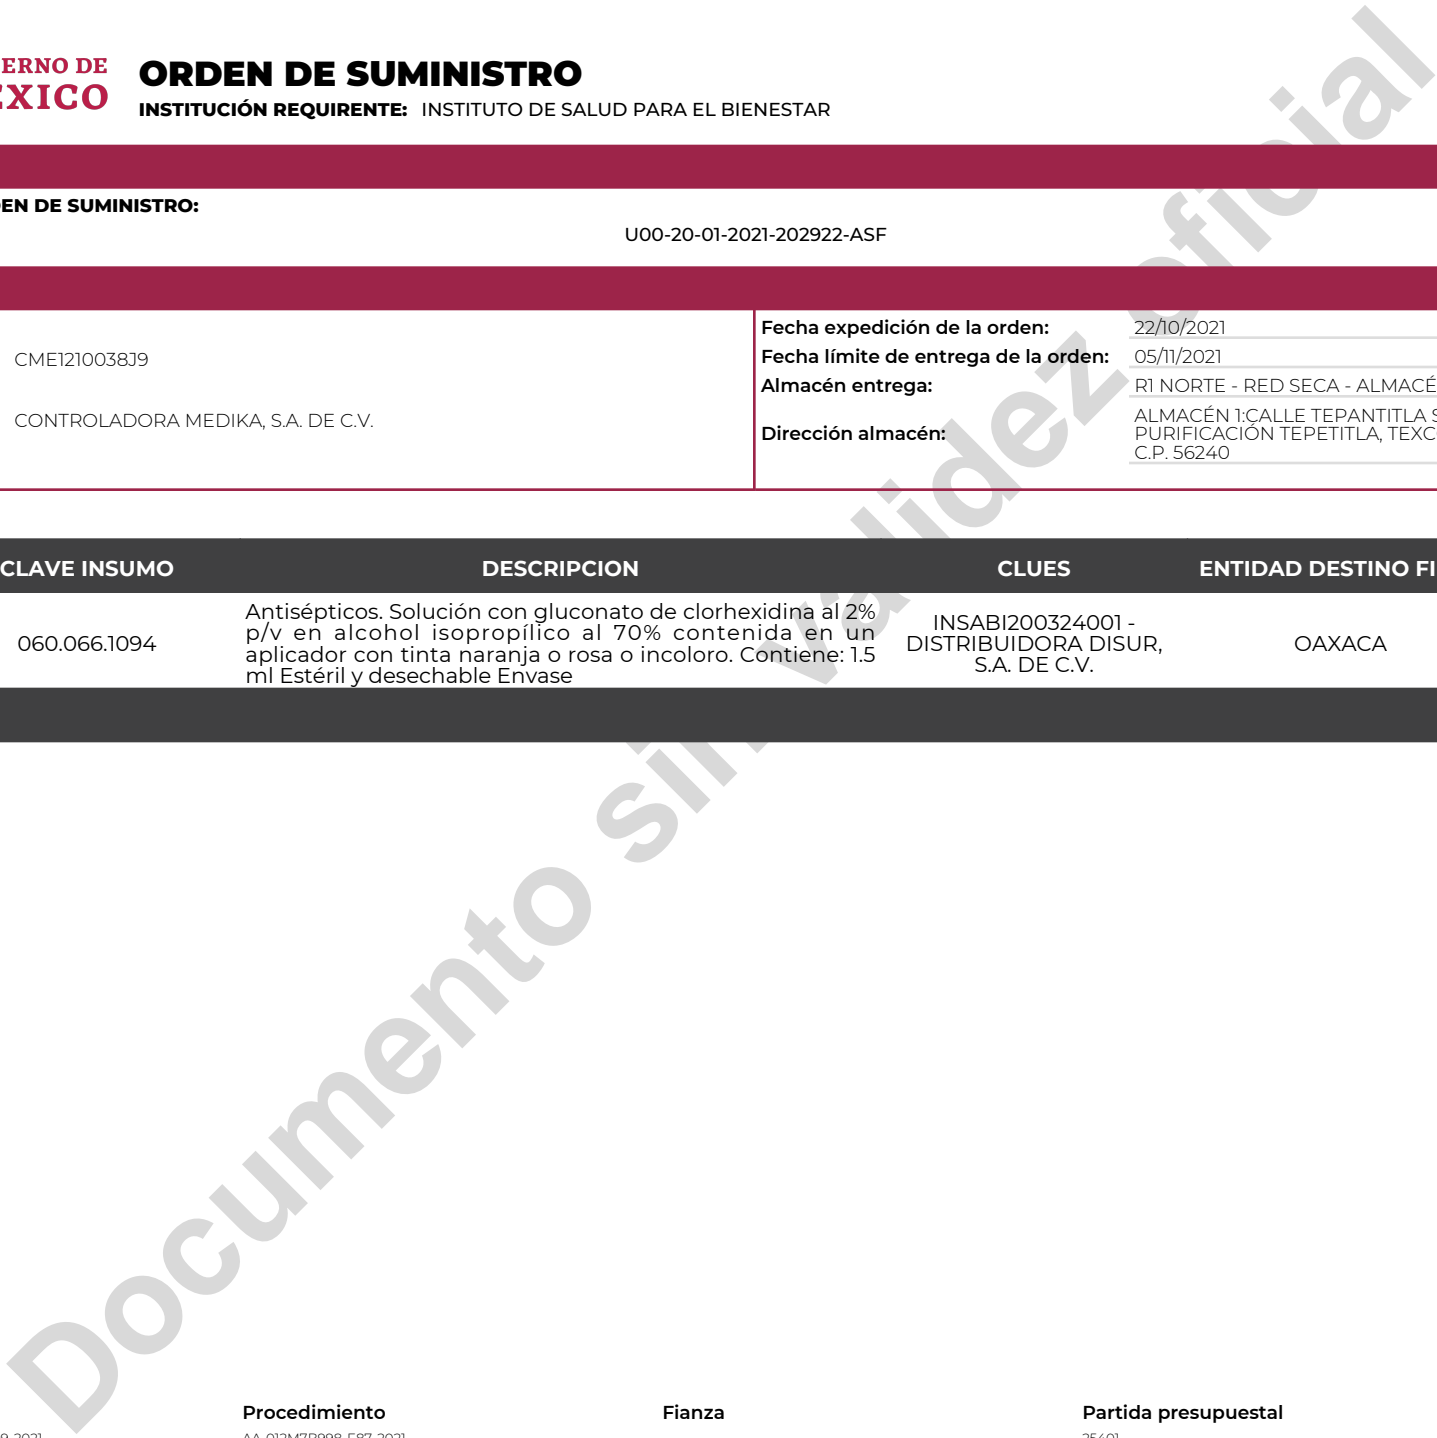 ORDEN DE SUMINISTRO
INSTITUCIÓN REQUIRENTE: INSTITUTO DE SALUD PARA EL BIENESTAR
ERNO DE
EXICO
EN DE SUMINISTRO:
U00-20-01-2021-202922-ASF
CME1210038J9
CONTROLADORA MEDIKA, S.A. DE C.V.
Fecha expedición de la orden: 22/10/2021
Fecha límite de entrega de la orden: 05/11/2021
Almacén entrega: R1 NORTE - RED SECA - ALMACÉ
Dirección almacén:
ALMACÉN 1:CALLE TEPANTITLA S
PURIFICACIÓN TEPETITLA, TEXC
C.P. 56240
CLAVE INSUMO DESCRIPCION CLUES ENTIDAD DESTINO FI
060.066.1094
Antisépticos. Solución con gluconato de clorhexidina al 2%
p/v en alcohol isopropílico al 70% contenida en un
aplicador con tinta naranja o rosa o incoloro. Contiene: 1.5
ml Estéril y desechable Envase
INSABI200324001 -
DISTRIBUIDORA DISUR,
S.A. DE C.V.
OAXACA
Documento sin validez oficial
Procedimiento Fianza Partida presupuestal